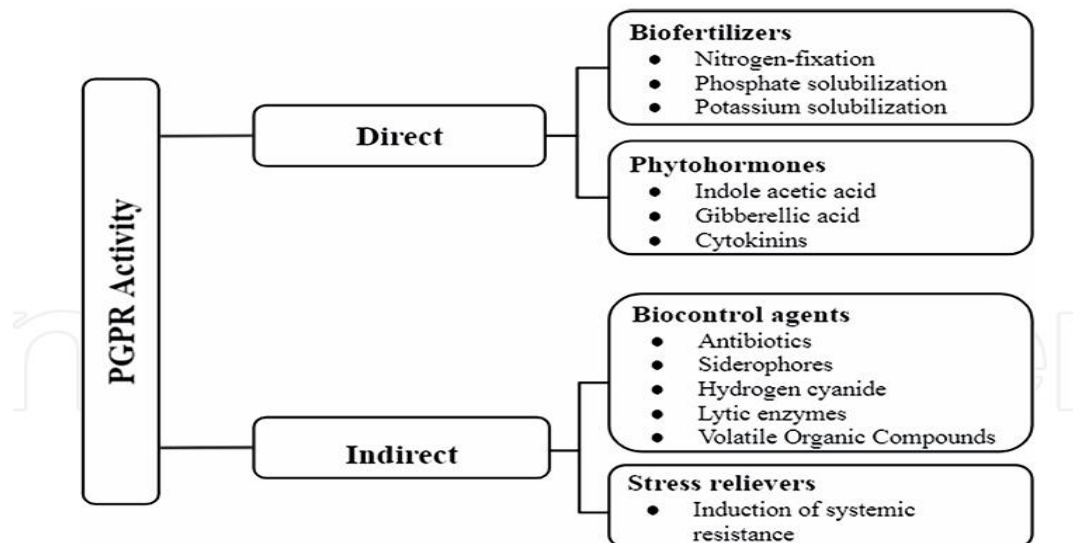 PGPR Activity
Direct
Biofertilizers
● Nitrogen-fixation
● Phosphate solubilization
● Potassium solubilization
Phytohormones
● Indole acetic acid
● Gibberellic acid
● Cytokinins
Indirect
Biocontrol agents
● Antibiotics
● Siderophores
● Hydrogen cyanide
● Lytic enzymes
● Volatile Organic Compounds
Stress relievers
● Induction of systemic
resistance